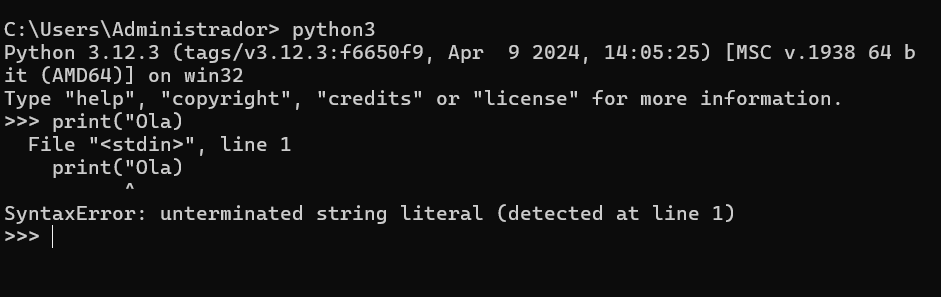 C:\Users\Administrador> python3
Python 3.12.3 (tags/v3.12.3:f6650f9, Apr  9 2024, 14:05:25) [MSC v.1938 64 b
it (AMD64)] on win32
Type "help", "copyright", "credits" or "license" for more information.
>>> print("Ola)
  File "<stdin>", line 1
    print("Ola)
          ^
SyntaxError: unterminated string literal (detected at line 1)
>>>